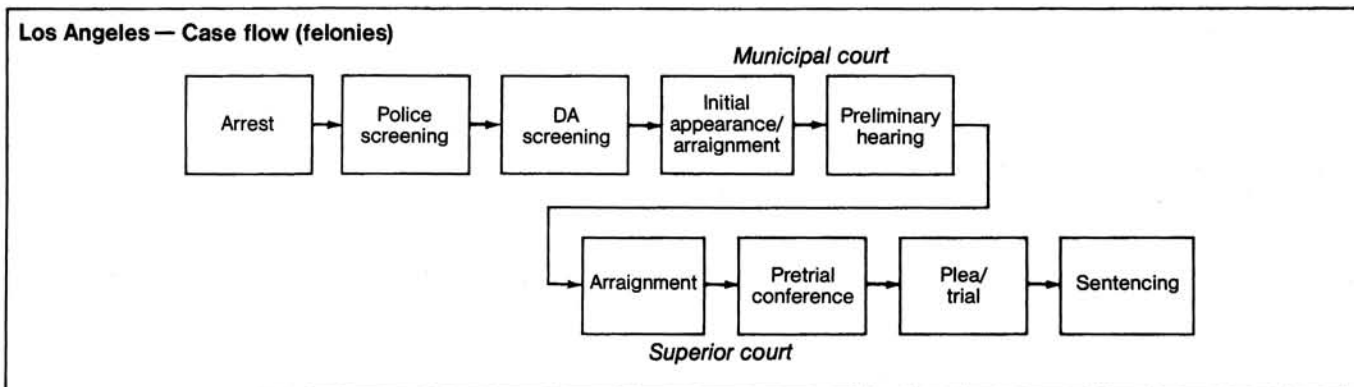 Los Angeles — Case flow (felonies)
Municipal court
Arrest
Police
screening
DA
screening
Initial
appearance/
arraignment
Preliminary
hearing
Arraignment
Pretrial
conference
Plea/
trial
Sentencing
Superior court